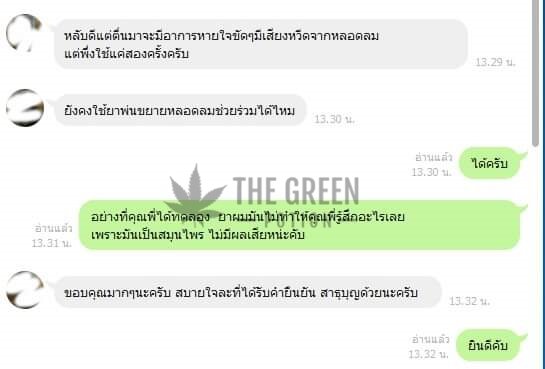 หลับดีแต่ตื่นมาจะมีอาการหายใจขัดๆมีเสียงหวีดจากหลอดลม
แต่พึ่งใช้แค่สองครั้งครับ
13.29 น.
ยังคงใช้ยาพ่นขยายหลอดลมช่วยร่วมได้ไหม
13.30 น.
อ่านแล้ว
13.30 น.
ได้ครับ
THE GREEN
POTION
อย่างที่คุณพี่ได้ทดลอง ยาผมมันไม่ทำให้คุณพี่รู้สึกอะไรเลย
เพราะมันเป็นสมุนไพร ไม่มีผลเสียหน่ะคับ
อ่านแล้ว
13.31 น.
ขอบคุณมากๆนะครับ สบายใจละที่ได้รับคำยืนยัน สาธุบุญด้วยนะครับ
13.32 น.
อ่านแล้ว
13.32 น.
ยินดีคับ